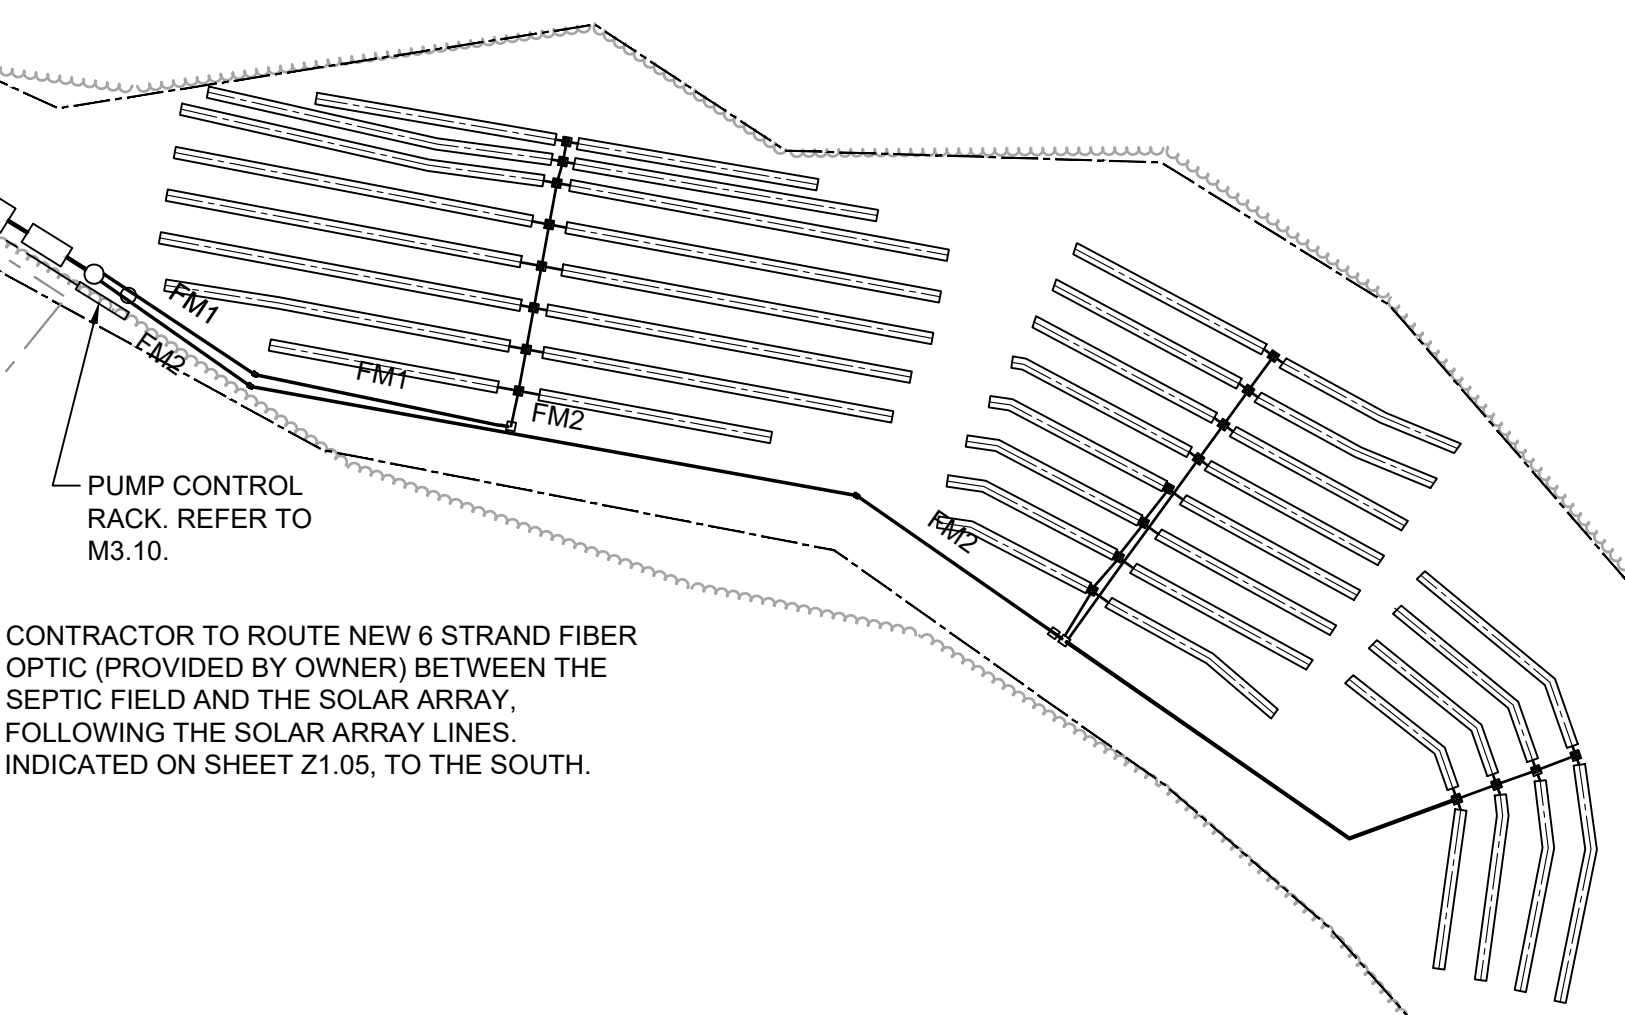 FM1
FM2
FM1
FM2
FM2
PUMP CONTROL
RACK. REFER TO
M3.10.
CONTRACTOR TO ROUTE NEW 6 STRAND FIBER
OPTIC (PROVIDED BY OWNER) BETWEEN THE
SEPTIC FIELD AND THE SOLAR ARRAY,
FOLLOWING THE SOLAR ARRAY LINES.
INDICATED ON SHEET Z1.05, TO THE SOUTH.